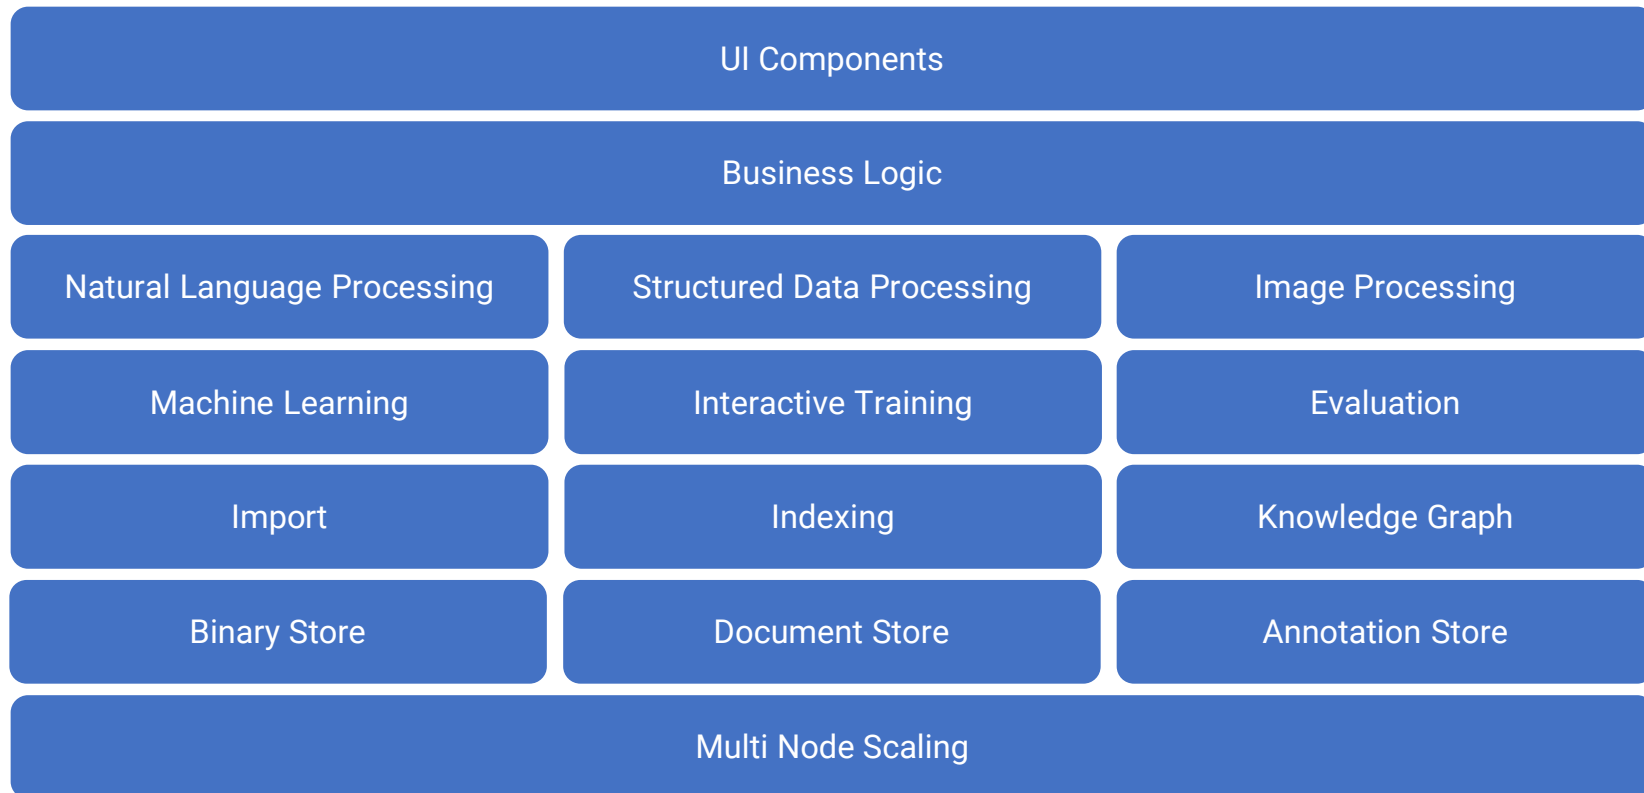 UI Components
Business Logic
Natural Language Processing
Structured Data Processing
Image Processing
Machine Learning
Interactive Training
Evaluation
Import
Indexing
Knowledge Graph
Binary Store
Document Store
Annotation Store
Multi Node Scaling